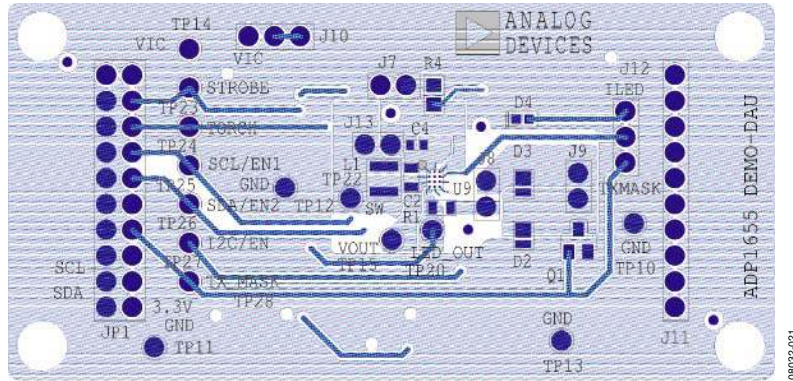 TP14
VIC
VIC
J10
ANALOG
DEVICES
STROBE
TP23
TORCH
TP24
SCL/EN1
TP25
SDA/EN2
TP26
I2C/EN
TP27
TX_MASK
TP28
SCL
SDA
3.3V
JP1
GND
TP11
J7
R4
J13
C4
L1
GND
TP22
TP12
SW
C2
R1
U9
J8
VOUT
TP15
LED_OUT
TP20
D4
D3
D2
J9
Q1
J12
ILED
TXMASK
GND
TP10
GND
TP13
J11
ADP1655 DEMO-DAU
08032-021